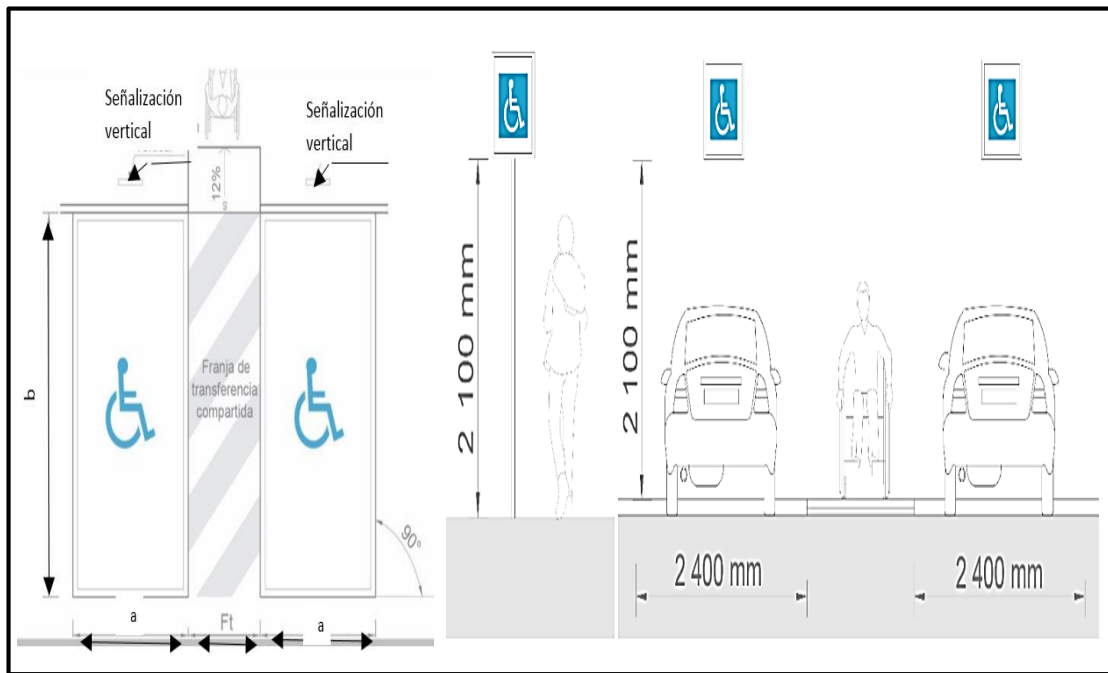 Señalización
vertical
Señalización
vertical
12%
s
b
Franja de
transferencia
compartida
90°
a
Ft
a
2 100 mm
2 100 mm
2 400 mm
2 400 mm